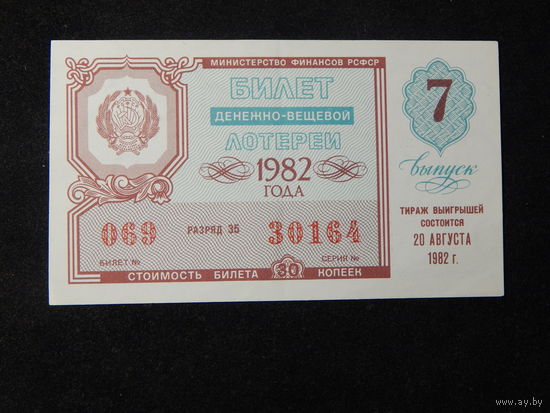 МИНИСТЕРСТВО ФИНАНСОВ РСФСР
БИЛЕТ
ДЕНЕЖНО-ВЕЩЕВОЙ
ЛОТЕРЕИ
1982
ГОДА
069 РАЗРЯД 35 30164
БИЛЕТ № СЕРИЯ №
СТОИМОСТЬ БИЛЕТА 30 КОПЕЕК
7
выпуск
ТИРАЖ ВЫИГРЫШЕЙ
СОСТОИТСЯ
20 АВГУСТА
1982 г.
www.ay.by